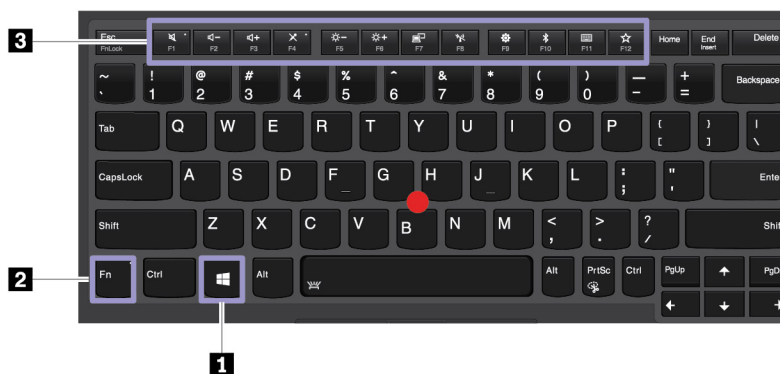 3
Esc
FnLock
F1 F2 F3 F4 F5 F6 F7 F8 F9 F10 F11 F12
Home
End
Insert
Delete
~ ! @ # $ % ^ & * ( ) — +
` 1 2 3 4 5 6 7 8 9 0 - =
Backspace
Tab Q W E R T Y U I O P { } |
[ ] \
CapsLock A S D F G H J K L : "
; '
Enter
Shift Z X C V B N M < > ?
, . /
Shif
2
Fn Ctrl Alt Alt PrtSc Ctrl PgUp PgD
1